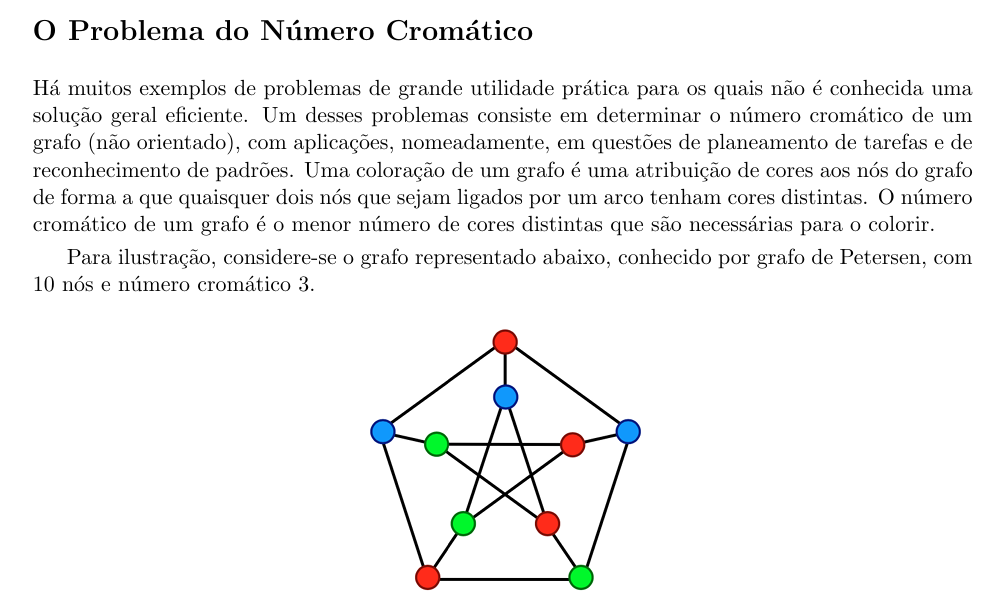 O Problema do Número Cromático
Há muitos exemplos de problemas de grande utilidade prática para os quais não é conhecida uma
solução geral eficiente. Um desses problemas consiste em determinar o número cromático de um
grafo (não orientado), com aplicações, nomeadamente, em questões de planeamento de tarefas e de
reconhecimento de padrões. Uma coloração de um grafo é uma atribuição de cores aos nós do grafo
de forma a que quaisquer dois nós que sejam ligados por um arco tenham cores distintas. O número
cromático de um grafo é o menor número de cores distintas que são necessárias para o colorir.
Para ilustração, considere-se o grafo representado abaixo, conhecido por grafo de Petersen, com
10 nós e número cromático 3.